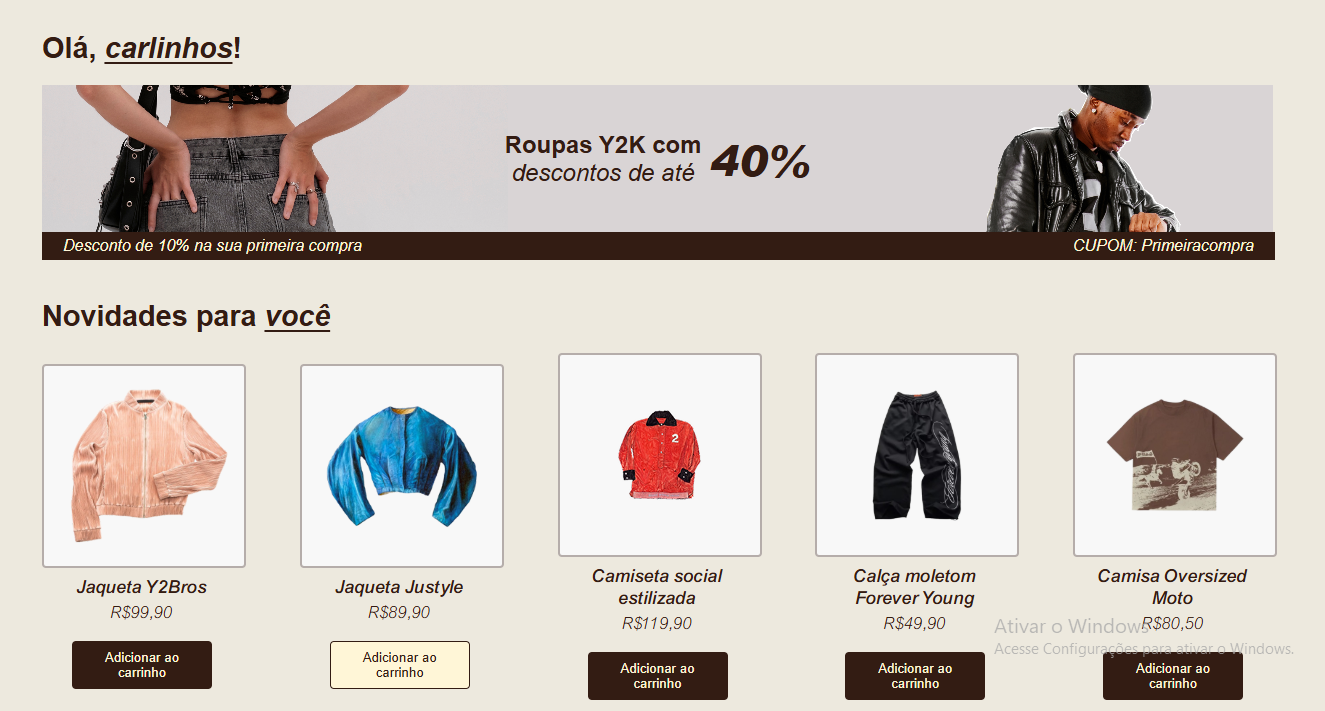 Olá, carlinhos!
Roupas Y2K com
descontos de até 40%
Desconto de 10% na sua primeira compra
CUPOM: Primeiracompra
Novidades para você
2
Jaqueta Y2Bros
R$99,90
Adicionar ao
carrinho
Jaqueta Justyle
R$89,90
Adicionar ao
carrinho
Camiseta social
estilizada
R$119,90
Adicionar ao
carrinho
Calça moletom
Forever Young
R$49,90
Adicionar ao
carrinho
Camisa Oversized
Moto
R$80,50
Adicionar ao
carrinho
Ativar o Windows
Acesse Configurações para ativar o Windows.